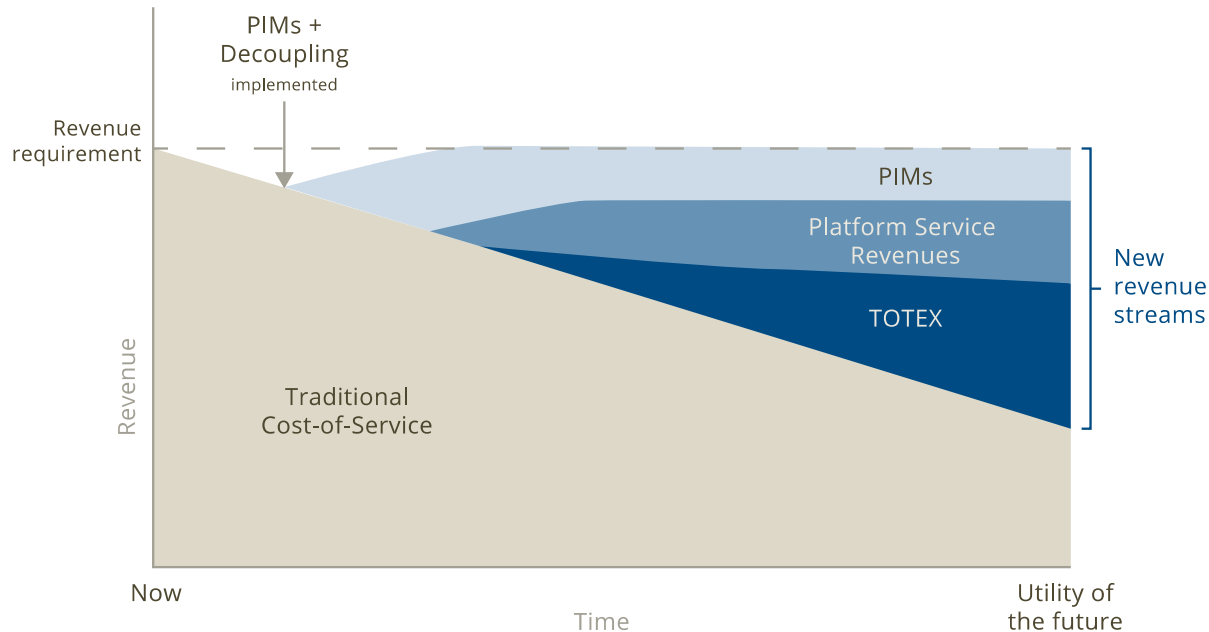 PIMs +
Decoupling
implemented
Revenue
requirement
PIMs
Platform Service
Revenues
New
revenue
streams
TOTEX
Revenue
Traditional
Cost-of-Service
Now
Utility of
the future
Time